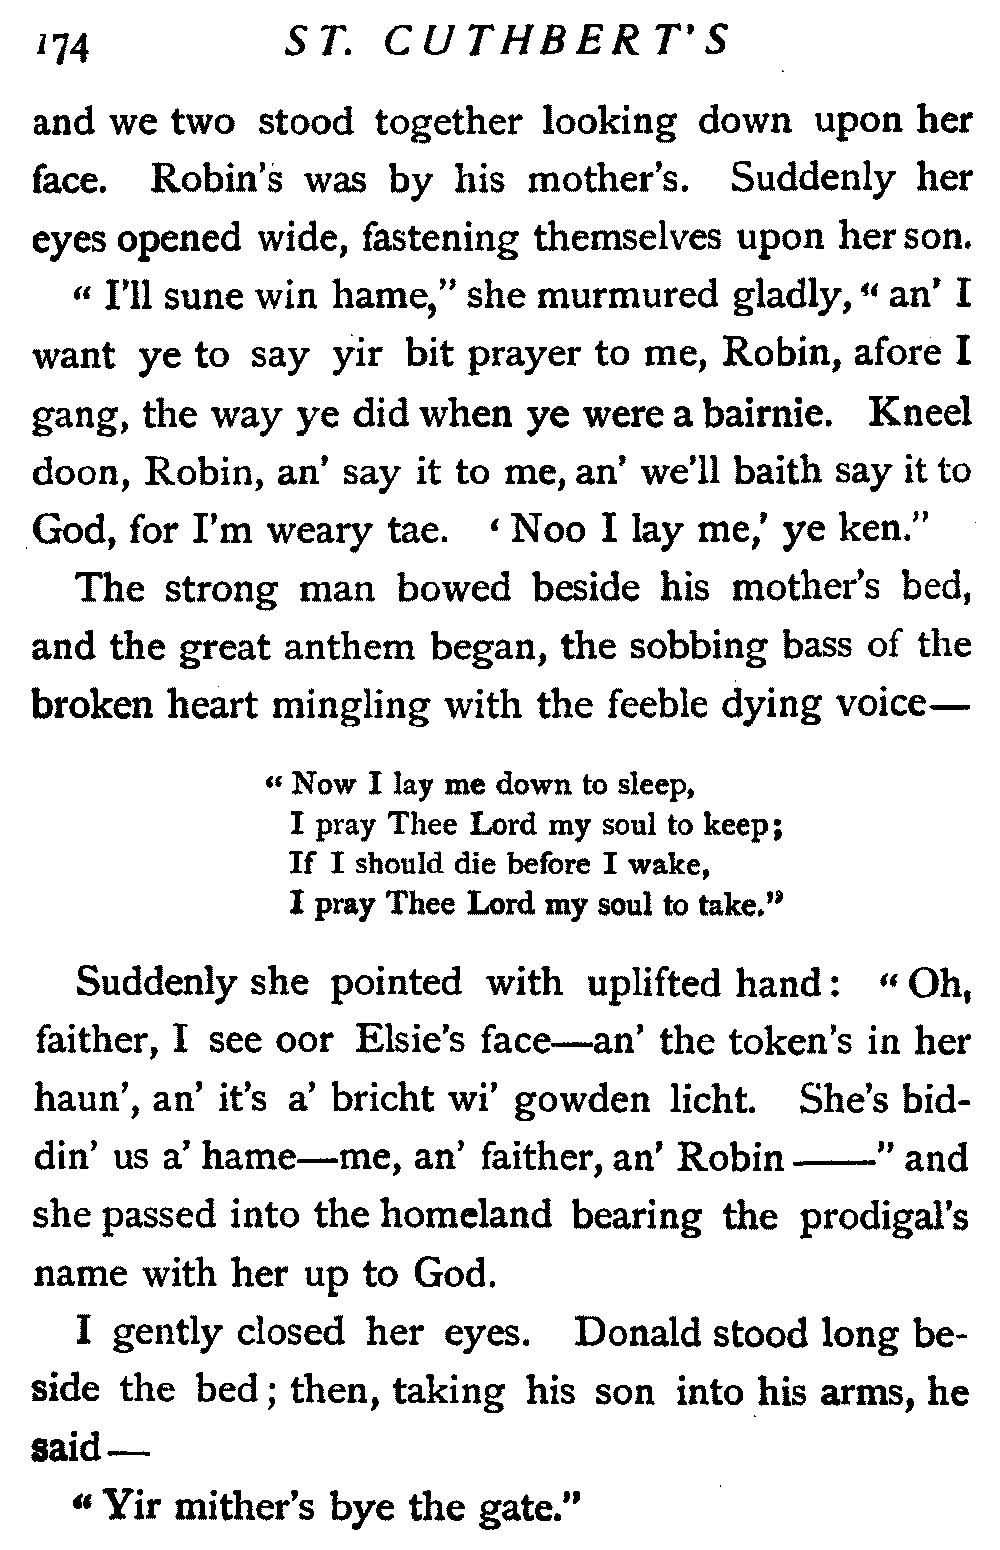 174 ST. CUTHBERT'S
and we two stood together looking down upon her
face. Robin's was by his mother's. Suddenly her
eyes opened wide, fastening themselves upon her son.
" I'll sune win hame," she murmured gladly, " an' I
want ye to say yir bit prayer to me, Robin, afore I
gang, the way ye did when ye were a bairnie. Kneel
doon, Robin, an' say it to me, an' we'll baith say it to
God, for I'm weary tae. ' Noo I lay me,' ye ken."
The strong man bowed beside his mother's bed,
and the great anthem began, the sobbing bass of the
broken heart mingling with the feeble dying voice—
" Now I lay me down to sleep,
I pray Thee Lord my soul to keep;
If I should die before I wake,
I pray Thee Lord my soul to take."
Suddenly she pointed with uplifted hand : " Oh,
faither, I see oor Elsie's face—an' the token's in her
haun', an' it's a' bricht wi' gowden licht. She's bid-
din' us a' hame—me, an' faither, an' Robin ——" and
she passed into the homeland bearing the prodigal's
name with her up to God.
I gently closed her eyes. Donald stood long be-
side the bed ; then, taking his son into his arms, he
said—
" Yir mither's bye the gate."